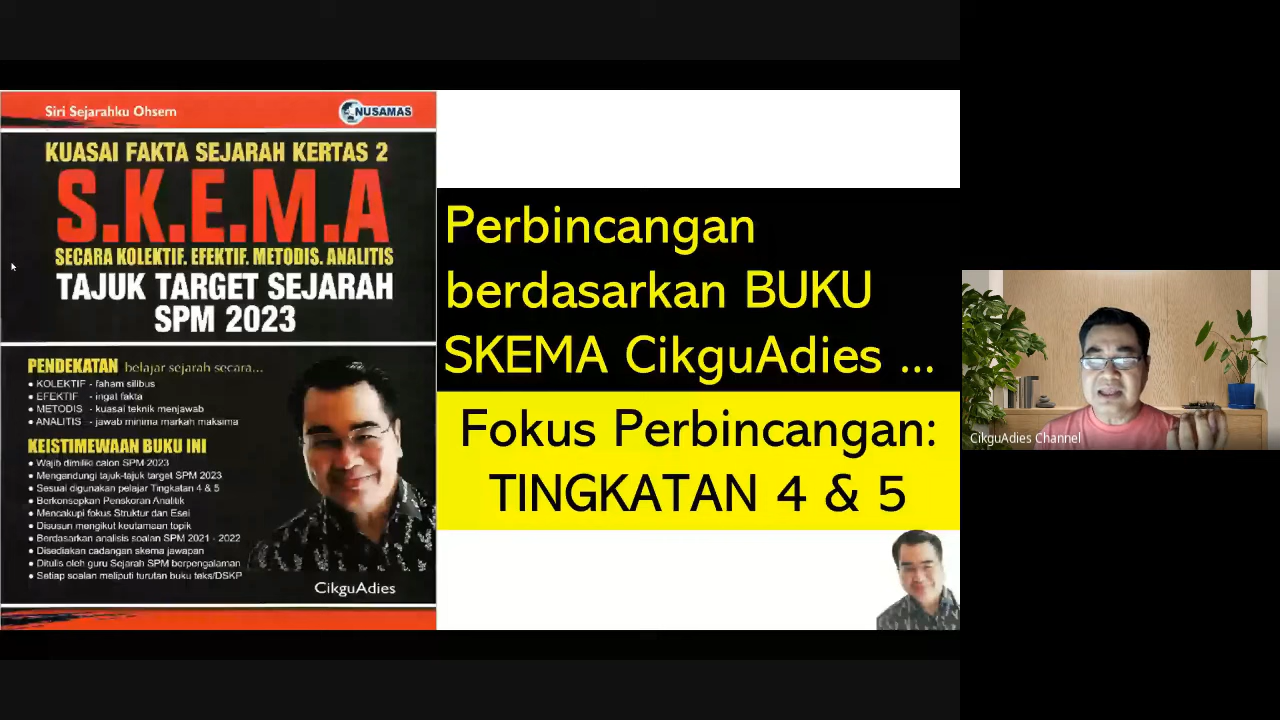 Siri Sejarahku Ohsem
NUSAMAS
KUASAI FAKTA SEJARAH KERTAS 2
S.K.E.M.A
SECARA KOLEKTIF. EFEKTIF. METODIS. ANALITIS
TAJUK TARGET SEJARAH
SPM 2023
PENDEKATAN belajar sejarah secara...
● KOLEKTIF - faham silibus
● EFEKTIF - ingat fakta
● METODIS - kuasai teknik menjawab
● ANALITIS - jawab minima markah maksima
KEISTIMEWAAN BUKU INI
● Wajib dimiliki calon SPM 2023
● Mengandungi tajuk-tajuk target SPM 2023
● Sesuai digunakan pelajar Tingkatan 4 & 5
● Berkonsepkan Penskoran Analitik
● Mencakupi fokus Struktur dan Esei
● Disusun mengikut keutamaan topik
● Berdasarkan analisis soalan SPM 2021 - 2022
● Disediakan cadangan skema jawapan
● Ditulis oleh guru Sejarah SPM berpengalaman
● Setiap soalan meliputi turutan buku teks/DSKP
CikguAdies
Perbincangan
berdasarkan BUKU
SKEMA CikguAdies ...
Fokus Perbincangan:
TINGKATAN 4 & 5
CikguAdies Channel